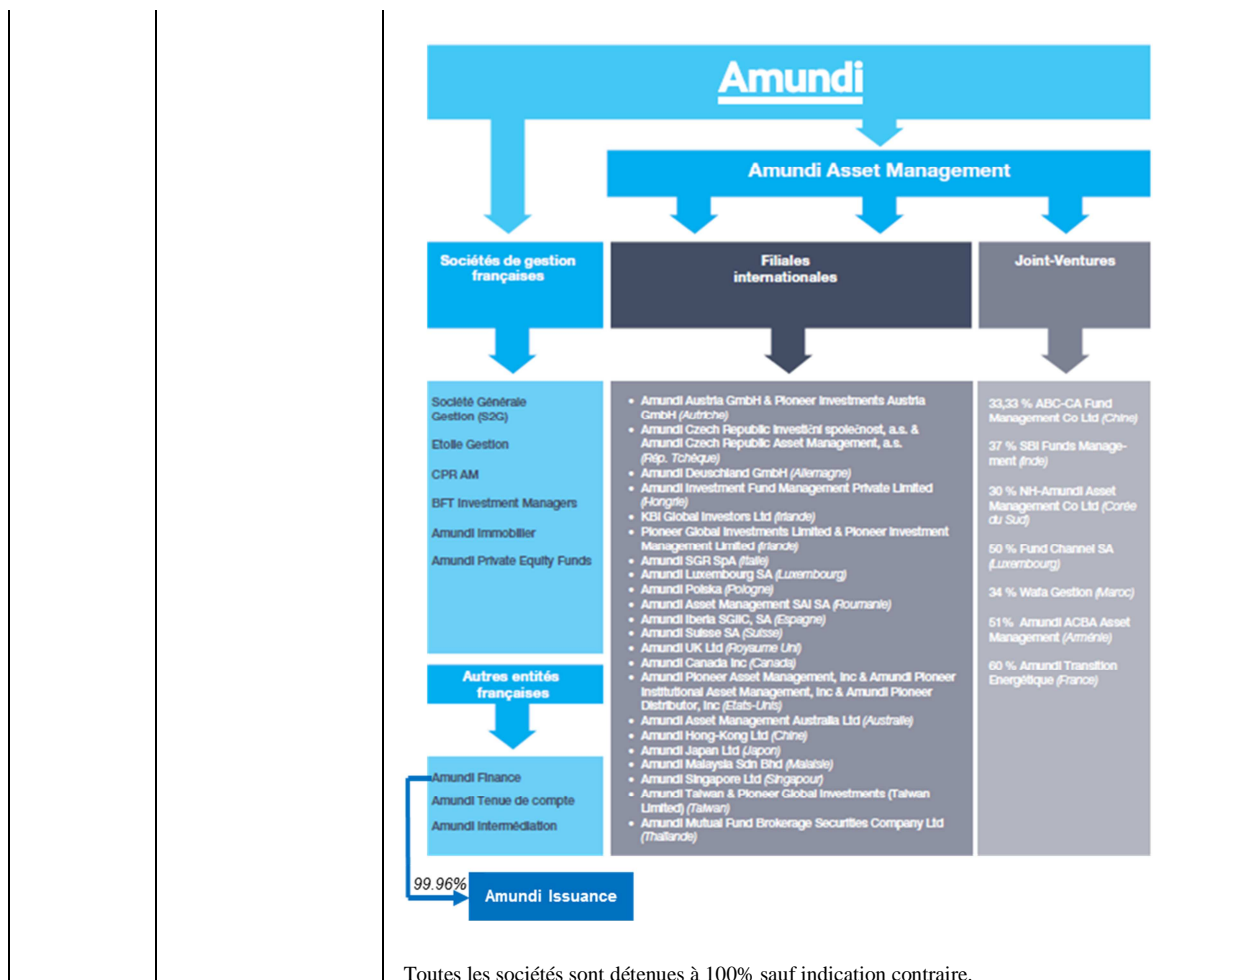 Amundi
Amundi Asset Management
Sociétés de gestion
françaises
Filiales
internationales
Joint-Ventures
Société Générale
Gestion (S2G)
Etoile Gestion
CPR AM
BFT Investment Managers
Amundi Immobilier
Amundi Private Equity Funds
Autres entités
françaises
Amundi Finance
Amundi Tenue de compte
Amundi Intermédiation
• Amundi Austria GmbH & Pioneer Investments Austria
GmbH (Autriche)
• Amundi Czech Republic Investiční společnost, a.s. &
Amundi Czech Republic Asset Management, a.s.
(Rép. Tchèque)
• Amundi Deuschland GmbH (Allemagne)
• Amundi Investment Fund Management Private Limited
(Hongrie)
• KBI Global Investors Ltd (Irlande)
• Pioneer Global Investments Limited & Pioneer Investment
Management Limited (Irlande)
• Amundi SGR SpA (Italie)
• Amundi Luxembourg SA (Luxembourg)
• Amundi Polska (Pologne)
• Amundi Asset Management SAI SA (Roumanie)
• Amundi Iberia SGIIC, SA (Espagne)
• Amundi Suisse SA (Suisse)
• Amundi UK Ltd (Royaume Uni)
• Amundi Canada Inc (Canada)
• Amundi Pioneer Asset Management, Inc & Amundi Pioneer
Institutional Asset Management, Inc & Amundi Pioneer
Distributor, Inc (Etats-Unis)
• Amundi Asset Management Australia Ltd (Australie)
• Amundi Hong-Kong Ltd (Chine)
• Amundi Japan Ltd (Japon)
• Amundi Malaysia Sdn Bhd (Malaisie)
• Amundi Singapore Ltd (Singapour)
• Amundi Taiwan & Pioneer Global Investments (Taiwan
Limited) (Taiwan)
• Amundi Mutual Fund Brokerage Securities Company Ltd
(Thaïlande)
33,33 % ABC-CA Fund
Management Co Ltd (Chine)
37 % SBI Funds Manage-
ment (Inde)
30 % NH-Amundi Asset
Management Co Ltd (Corée
du Sud)
50 % Fund Channel SA
(Luxembourg)
34 % Wafa Gestion (Maroc)
51% Amundi ACBA Asset
Management (Arménie)
60 % Amundi Transition
Energétique (France)
99.96%
Amundi Issuance
Toutes les sociétés sont détenues à 100% sauf indication contraire.